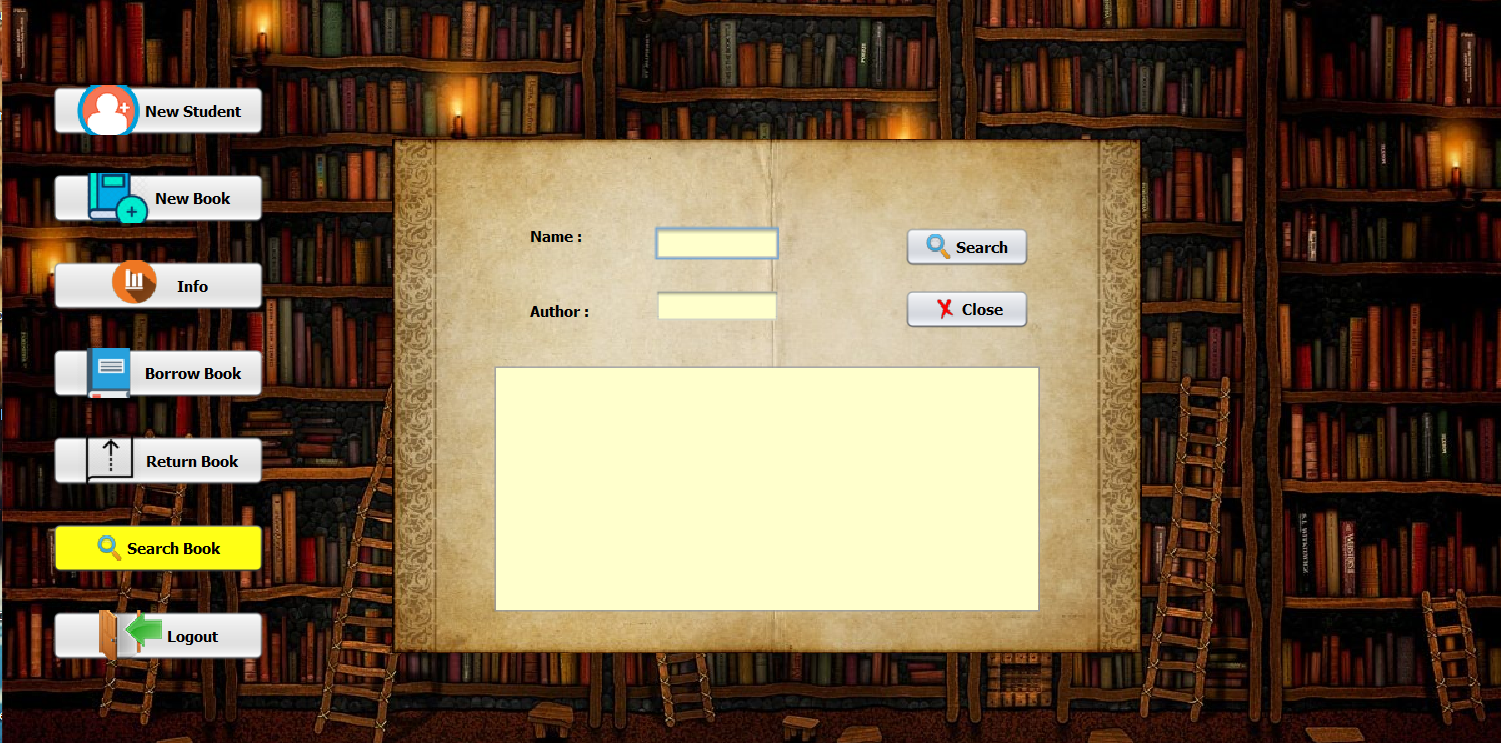 New Student
New Book
Info
Borrow Book
Return Book
Search Book
Logout
Name :
Search
Author :
Close